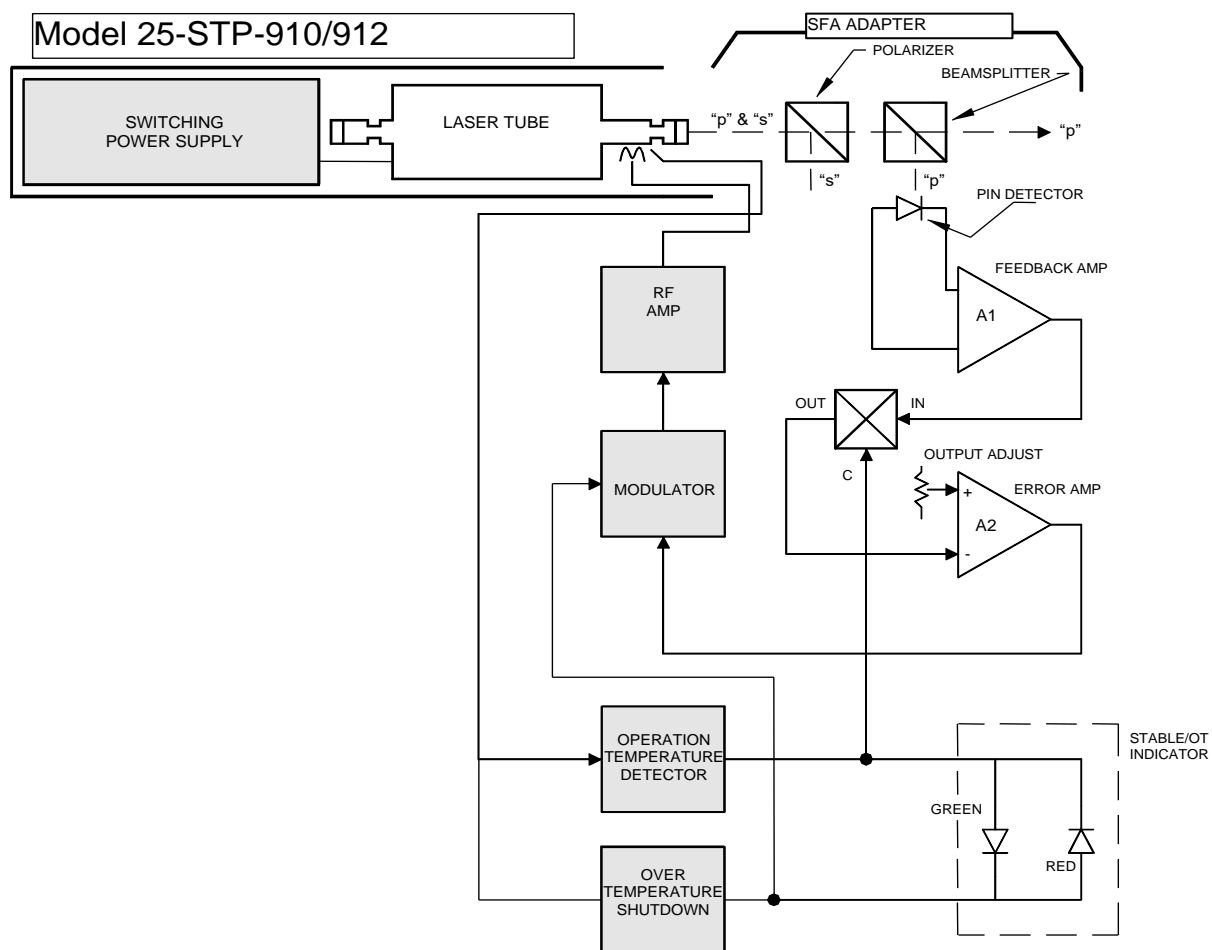 Model 25-STP-910/912
SFA ADAPTER
POLARIZER
BEAMSPLITTER
SWITCHING
POWER SUPPLY
LASER TUBE
“p” & “s”
“p”
“s”
“p”
PIN DETECTOR
FEEDBACK AMP
RF
AMP
A1
OUT
IN
C
OUTPUT ADJUST
MODULATOR
ERROR AMP
+
A2
-
OPERATION
TEMPERATURE
DETECTOR
STABLE/OT
INDICATOR
GREEN
RED
OVER
TEMPERATURE
SHUTDOWN